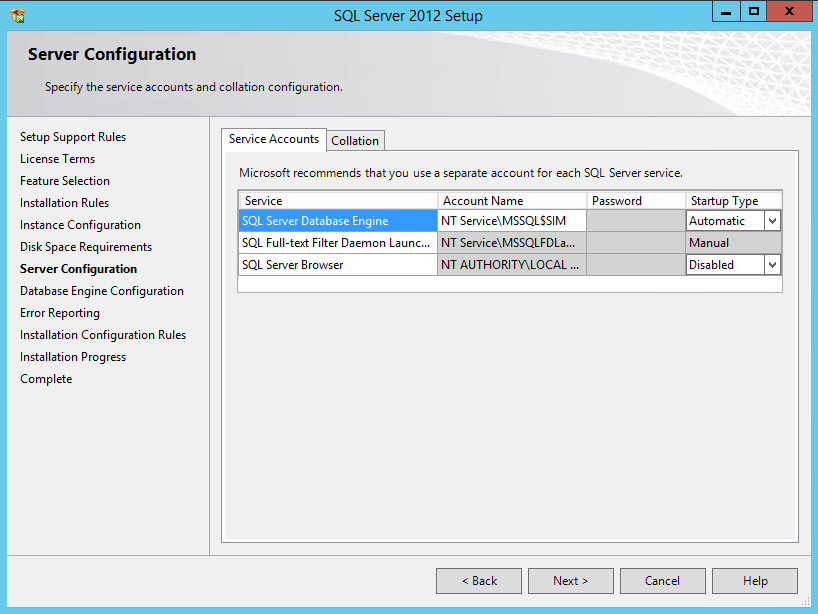 SQL Server 2012 Setup
Server Configuration
Specify the service accounts and collation configuration.
Setup Support Rules
License Terms
Feature Selection
Installation Rules
Instance Configuration
Disk Space Requirements
Server Configuration
Database Engine Configuration
Error Reporting
Installation Configuration Rules
Installation Progress
Complete
Service Accounts Collation
Microsoft recommends that you use a separate account for each SQL Server service.
Service Account Name Password Startup Type
SQL Server Database Engine NT Service\MSSQL$SIM Automatic
SQL Full-text Filter Daemon Launc... NT Service\MSSQLFDLa... Manual
SQL Server Browser NT AUTHORITY\LOCAL ... Disabled
< Back Next > Cancel Help